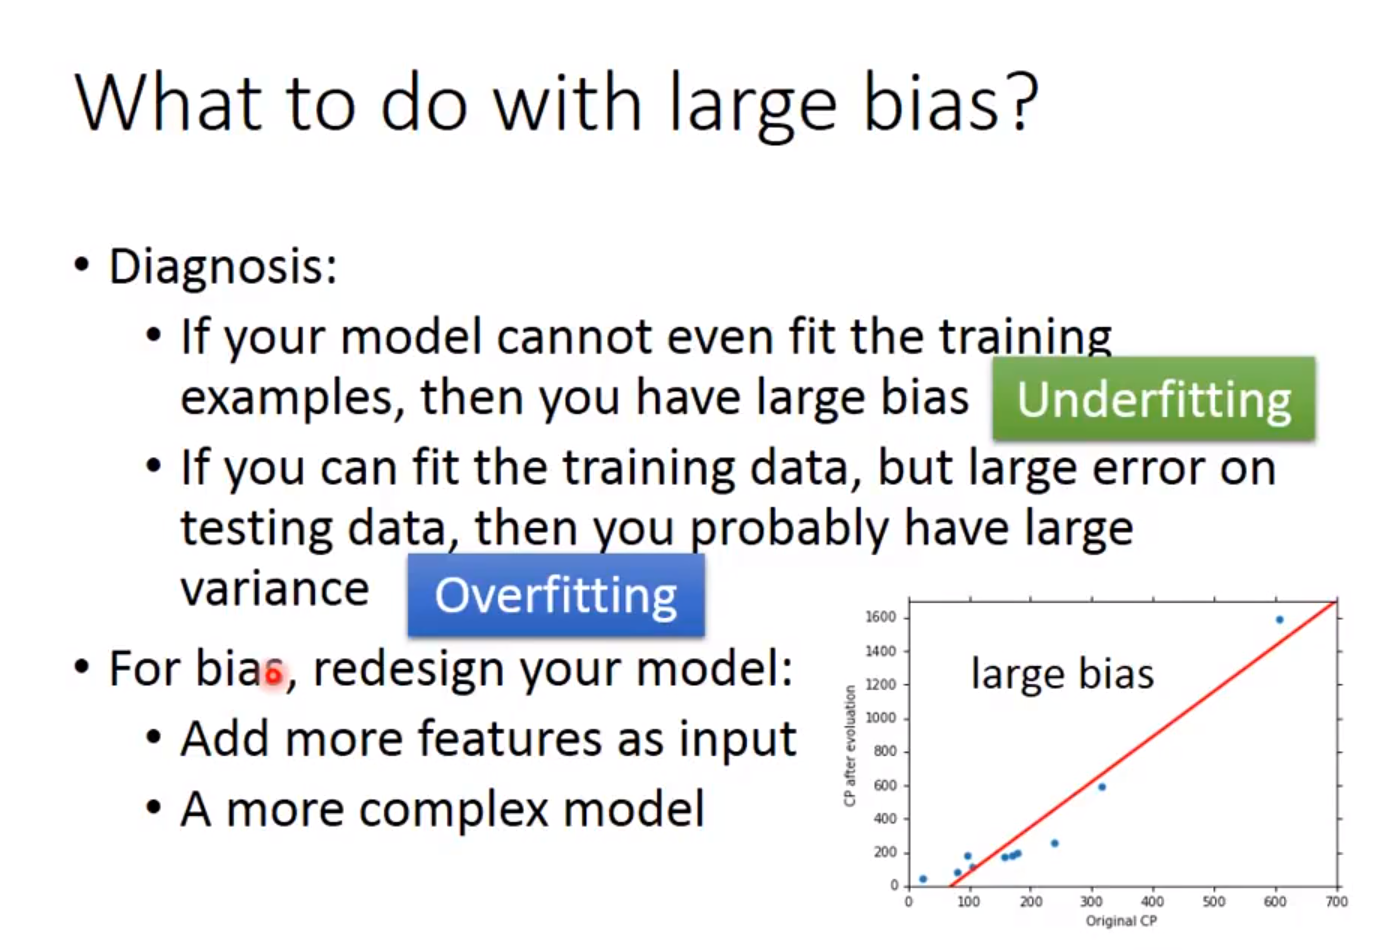 What to do with large bias?
• Diagnosis:
• If your model cannot even fit the training
examples, then you have large bias
Underfitting
• If you can fit the training data, but large error on
testing data, then you probably have large
variance
Overfitting
• For bias, redesign your model:
• Add more features as input
• A more complex model
large bias
1600
1400
1200
1000
800
600
400
200
0
CP after evoluation
0 100 200 300 400 500 600 700
Original CP